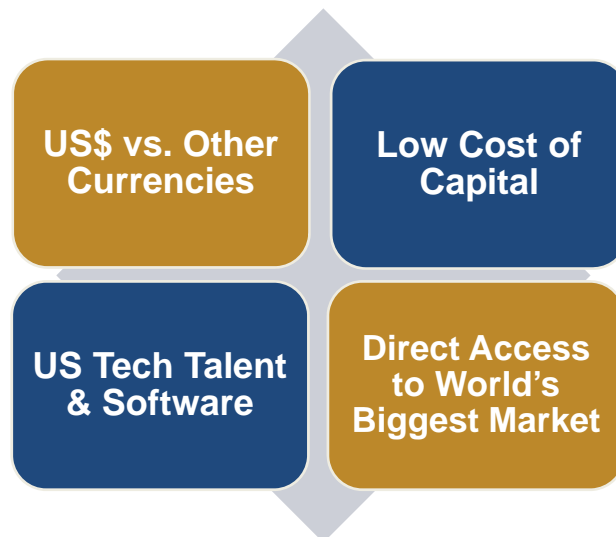 US$ vs. Other
Currencies
Low Cost of
Capital
US Tech Talent
& Software
Direct Access
to World’s
Biggest Market